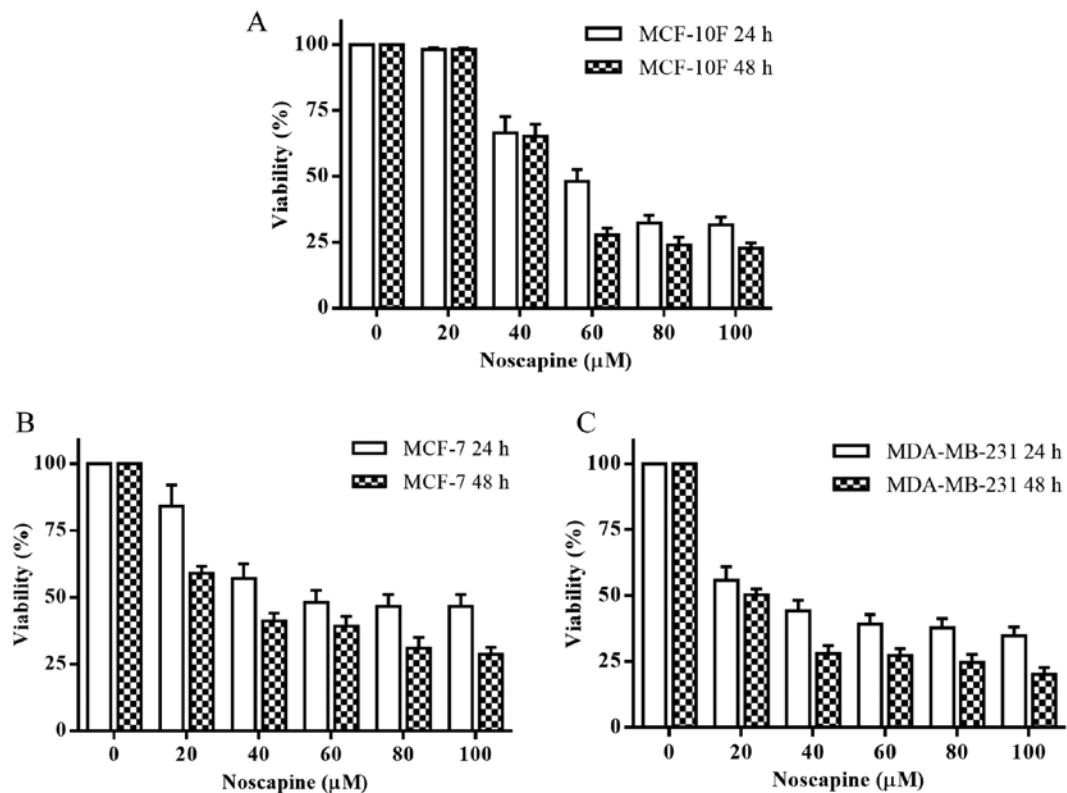 A
MCF-10F 24 h
MCF-10F 48 h
Viability (%)
100
75
50
25
0
0 20 40 60 80 100
Noscapine (µM)
B
MCF-7 24 h
MCF-7 48 h
Viability (%)
100
75
50
25
0
0 20 40 60 80 100
Noscapine (µM)
C
MDA-MB-231 24 h
MDA-MB-231 48 h
Viability (%)
100
75
50
25
0
0 20 40 60 80 100
Noscapine (µM)